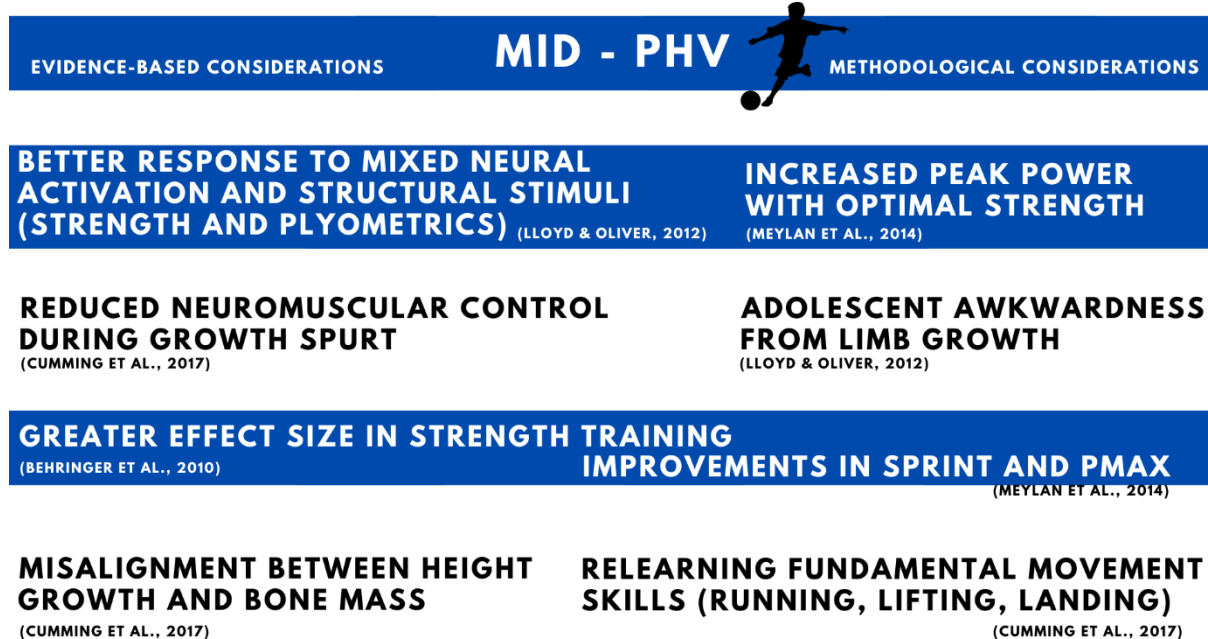 EVIDENCE-BASED CONSIDERATIONS
MID - PHV
METHODOLOGICAL CONSIDERATIONS
BETTER RESPONSE TO MIXED NEURAL
ACTIVATION AND STRUCTURAL STIMULI
(STRENGTH AND PLYOMETRICS) (LLOYD & OLIVER, 2012)
INCREASED PEAK POWER
WITH OPTIMAL STRENGTH
(MEYLAN ET AL., 2014)
REDUCED NEUROMUSCULAR CONTROL
DURING GROWTH SPURT
(CUMMING ET AL., 2017)
ADOLESCENT AWKWARDNESS
FROM LIMB GROWTH
(LLOYD & OLIVER, 2012)
GREATER EFFECT SIZE IN STRENGTH TRAINING
(BEHRINGER ET AL., 2010)
IMPROVEMENTS IN SPRINT AND PMAX
(MEYLAN ET AL., 2014)
MISALIGNMENT BETWEEN HEIGHT
GROWTH AND BONE MASS
(CUMMING ET AL., 2017)
RELEARNING FUNDAMENTAL MOVEMENT
SKILLS (RUNNING, LIFTING, LANDING)
(CUMMING ET AL., 2017)